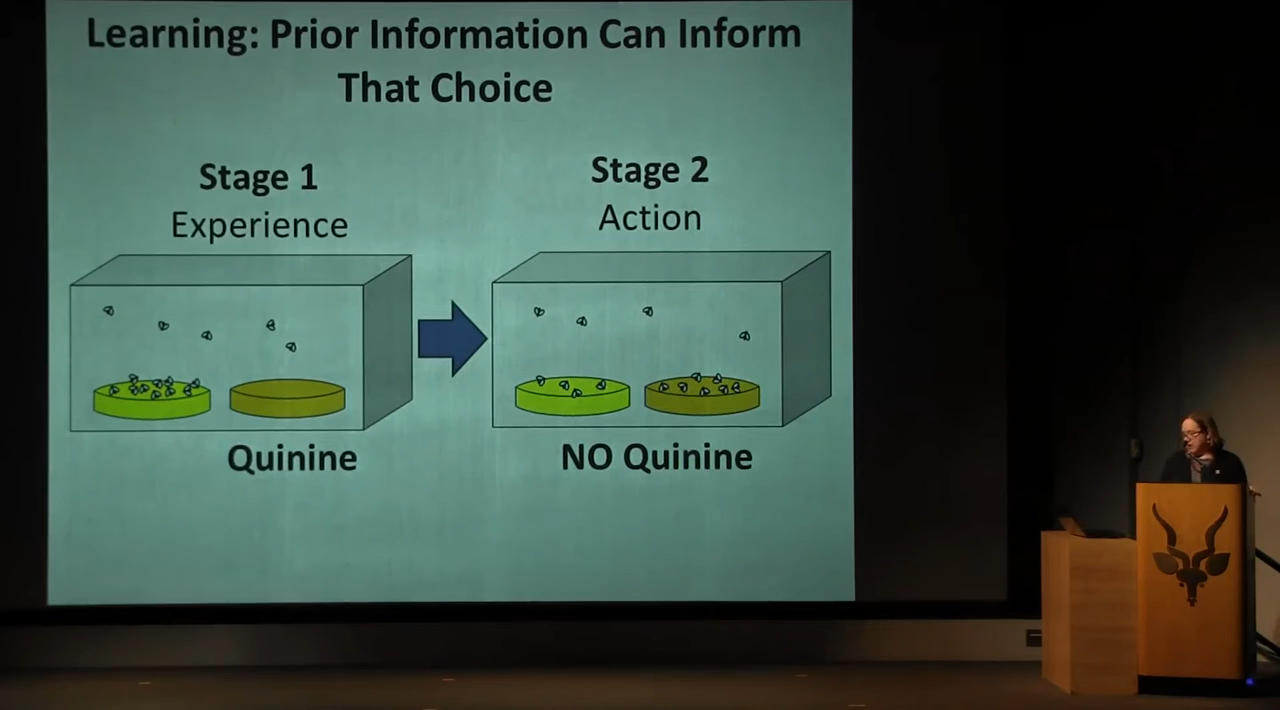 Learning: Prior Information Can Inform
That Choice
Stage 1
Experience
Stage 2
Action
Quinine
NO Quinine